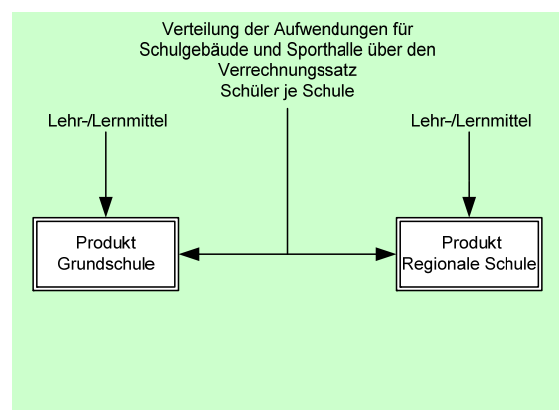 Verteilung der Aufwendungen für
Schulgebäude und Sporthalle über den
Verrechnungssatz
Schüler je Schule
Lehr-/Lernmittel
Lehr-/Lernmittel
Produkt
Grundschule
Produkt
Regionale Schule